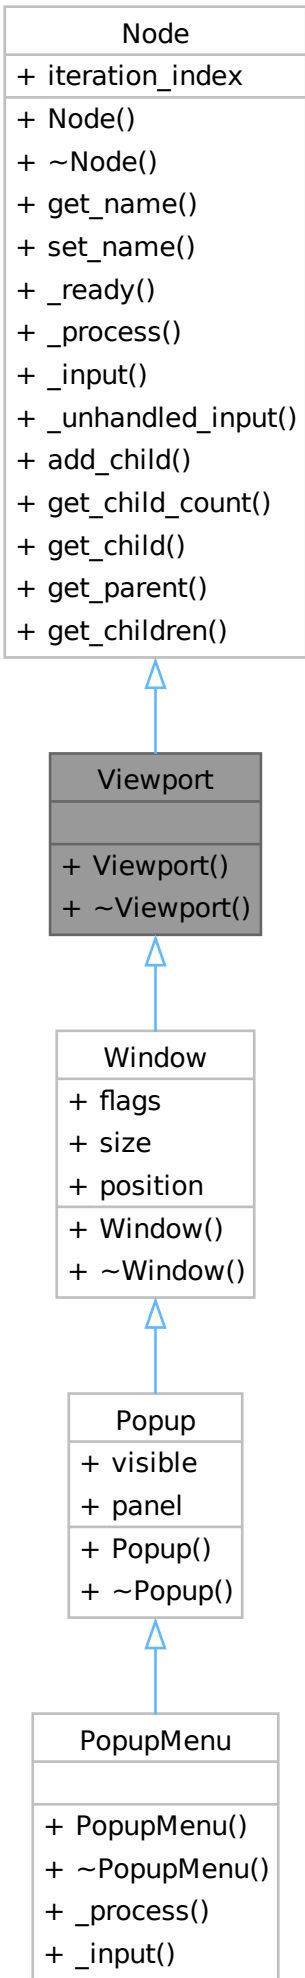 Node
+ iteration_index
+ Node()
+ ~Node()
+ get_name()
+ set_name()
+ _ready()
+ _process()
+ _input()
+ _unhandled_input()
+ add_child()
+ get_child_count()
+ get_child()
+ get_parent()
+ get_children()
Viewport
+ Viewport()
+ ~Viewport()
Window
+ flags
+ size
+ position
+ Window()
+ ~Window()
Popup
+ visible
+ panel
+ Popup()
+ ~Popup()
PopupMenu
+ PopupMenu()
+ ~PopupMenu()
+ _process()
+ _input()